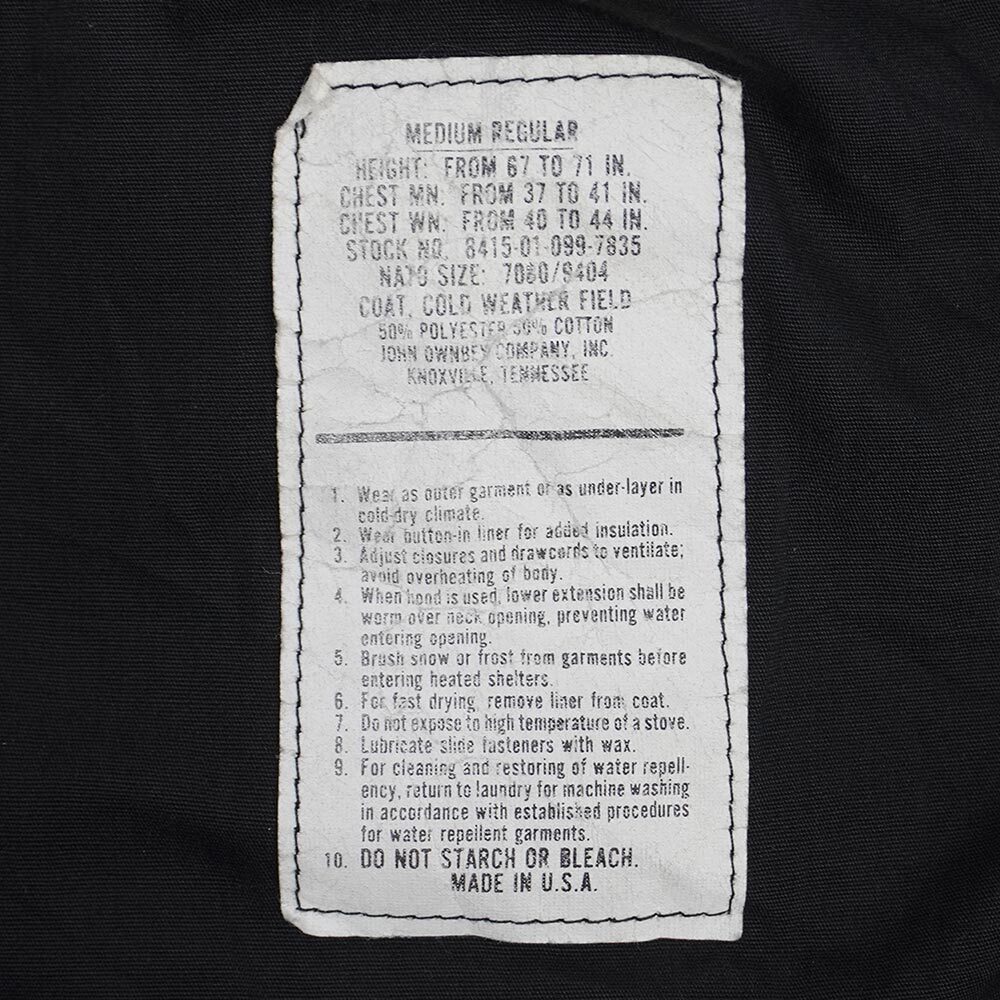 MEDIUM REGULAR
HEIGHT: FROM 67 TO 71 IN.
CHEST MN: FROM 37 TO 41 IN.
CHEST WN: FROM 40 TO 44 IN.
STOCK NO. 8415-01-099-7835
NATO SIZE: 7080/9404
COAT, COLD WEATHER FIELD
50% POLYESTER 50% COTTON
JOHN OWNBEY COMPANY, INC.
KNOXVILLE, TENNESSEE
1. Wear as outer garment or as under-layer in
cold-dry climate.
2. Wear button-in liner for added insulation.
3. Adjust closures and drawcords to ventilate;
avoid overheating of body.
4. When hood is used, lower extension shall be
worn over neck opening, preventing water
entering opening.
5. Brush snow or frost from garments before
entering heated shelters.
6. For fast drying, remove liner from coat.
7. Do not expose to high temperature of a stove.
8. Lubricate slide fasteners with wax.
9. For cleaning and restoring of water repell-
ency, return to laundry for machine washing
in accordance with established procedures
for water repellent garments.
10. DO NOT STARCH OR BLEACH.
MADE IN U.S.A.